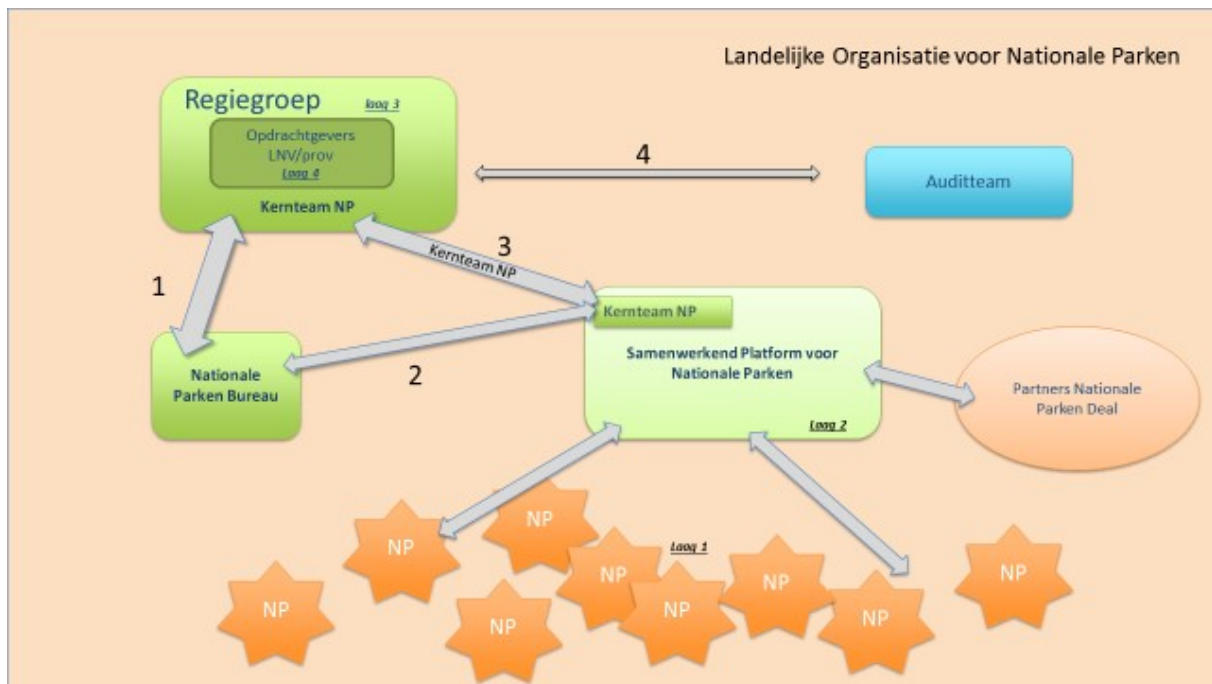 Landelijke Organisatie voor Nationale Parken
Regiegroep
laag 3
Opdrachtgevers
LNV/prov
Laag 4
Kernteam NP
4
Auditteam
1
3
Kernteam NP
2
Nationale
Parken Bureau
Kernteam NP
Samenwerkend Platform voor
Nationale Parken
Laag 2
Partners Nationale
Parken Deal
NP
NP
NP
NP
Laag 1
NP
NP
NP
NP
NP
NP